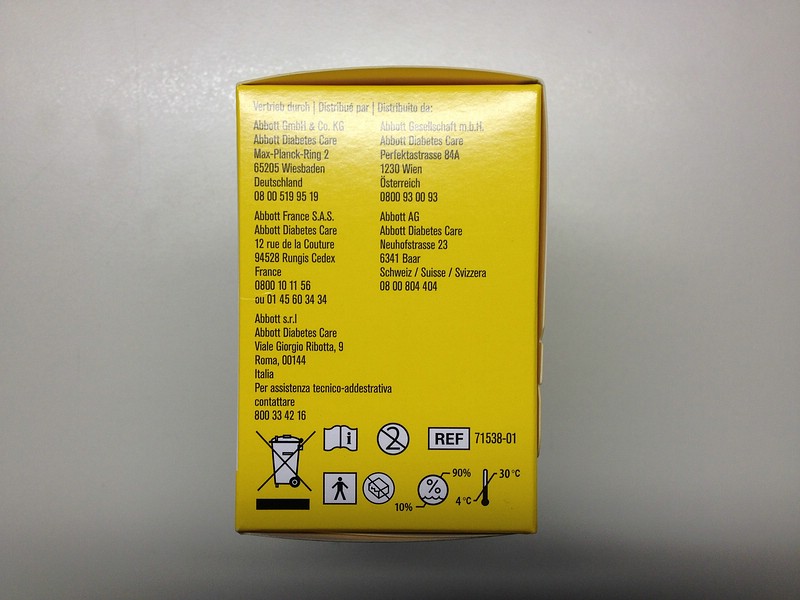 Vertrieb durch | Distribué par | Distribuito da:
Abbott GmbH & Co. KG
Abbott Diabetes Care
Max-Planck-Ring 2
65205 Wiesbaden
Deutschland
08 00 519 95 19
Abbott Gesellschaft m.b.H.
Abbott Diabetes Care
Perfektastrasse 84A
1230 Wien
Österreich
0800 93 00 93
Abbott France S.A.S.
Abbott Diabetes Care
12 rue de la Couture
94528 Rungis Cedex
France
0800 10 11 56
ou 01 45 60 34 34
Abbott AG
Abbott Diabetes Care
Neuhofstrasse 23
6341 Baar
Schweiz / Suisse / Svizzera
08 00 804 404
Abbott s.r.l
Abbott Diabetes Care
Viale Giorgio Ribotta, 9
Roma, 00144
Italia
Per assistenza tecnico-addestrativa
contattare
800 33 42 16
i
2
REF 71538-01
10% % 90%
4 °C 30 °C